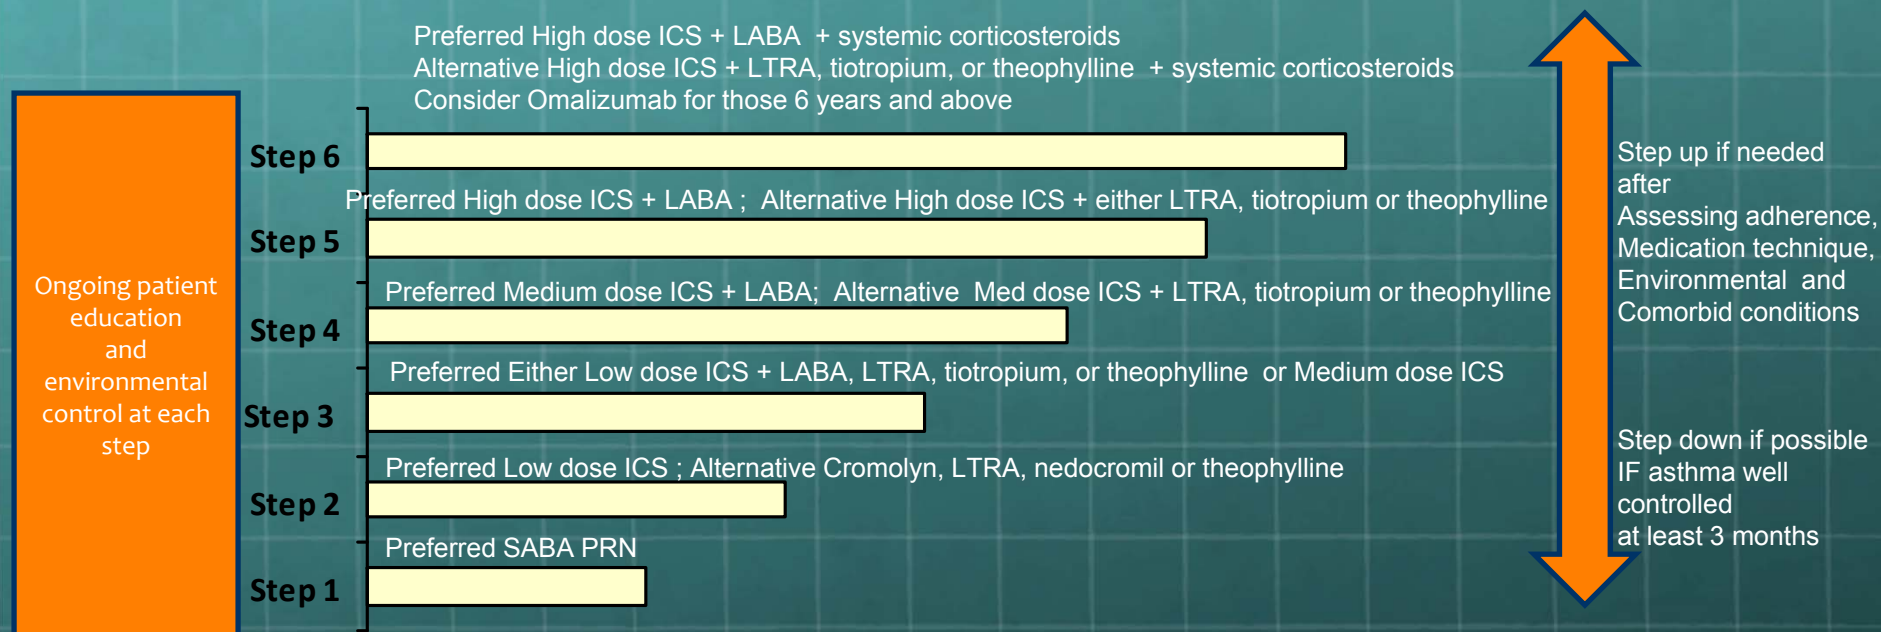 Preferred High dose ICS + LABA + systemic corticosteroids
Alternative High dose ICS + LTRA, tiotropium, or theophylline + systemic corticosteroids
Consider Omalizumab for those 6 years and above
Step 6
Preferred High dose ICS + LABA ; Alternative High dose ICS + either LTRA, tiotropium or theophylline
Step 5
Preferred Medium dose ICS + LABA; Alternative Med dose ICS + LTRA, tiotropium or theophylline
Step 4
Preferred Either Low dose ICS + LABA, LTRA, tiotropium, or theophylline or Medium dose ICS
Step 3
Preferred Low dose ICS ; Alternative Cromolyn, LTRA, nedocromil or theophylline
Step 2
Preferred SABA PRN
Step 1
Ongoing patient
education
and
environmental
control at each
step
Step up if needed
after
Assessing adherence,
Medication technique,
Environmental and
Comorbid conditions
Step down if possible
IF asthma well
controlled
at least 3 months